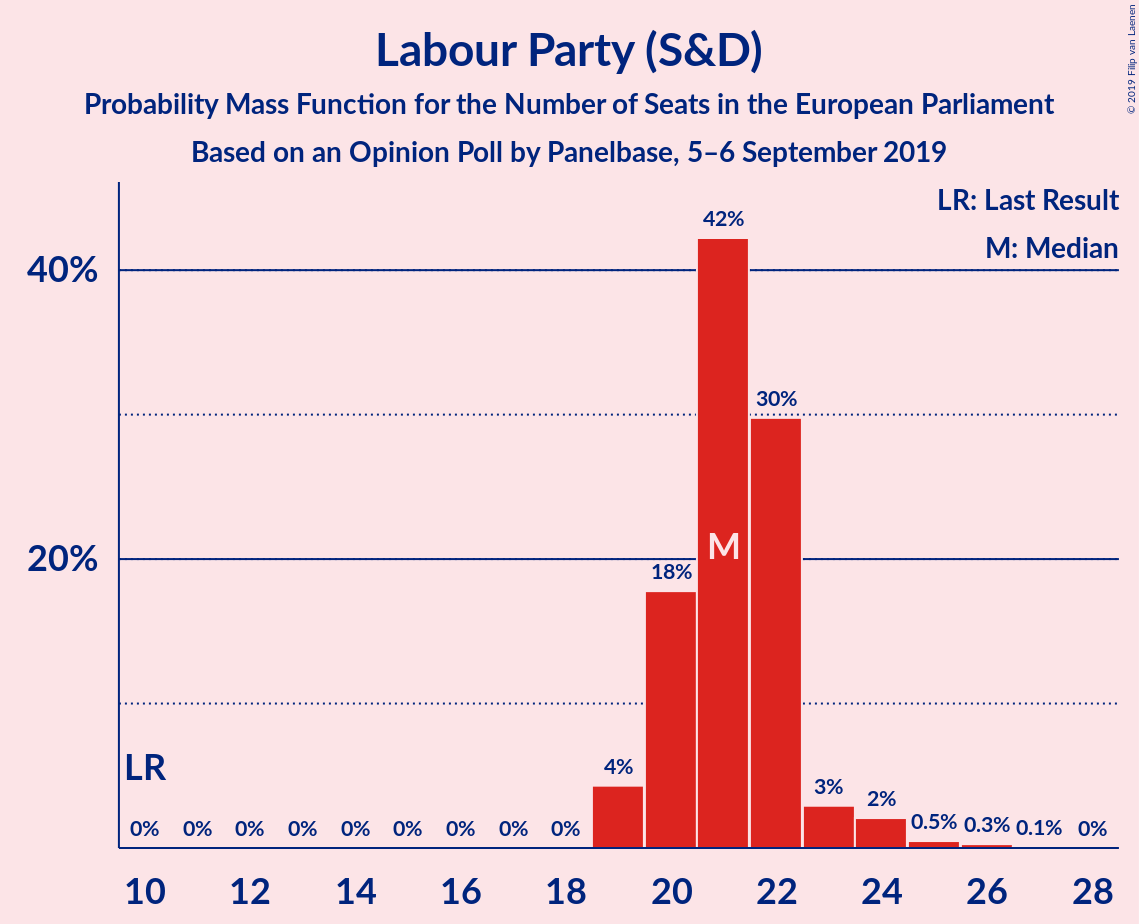 © 2019 Filip van Laenen
Labour Party (S&D)
Probability Mass Function for the Number of Seats in the European Parliament
Based on an Opinion Poll by Panelbase, 5–6 September 2019
LR: Last Result
M: Median
40%
20%
42%
30%
M
18%
LR
4%
3%
2%
0% 0% 0% 0% 0% 0% 0% 0% 0% 0.5% 0.3% 0.1% 0%
10 12 14 16 18 20 22 24 26 28